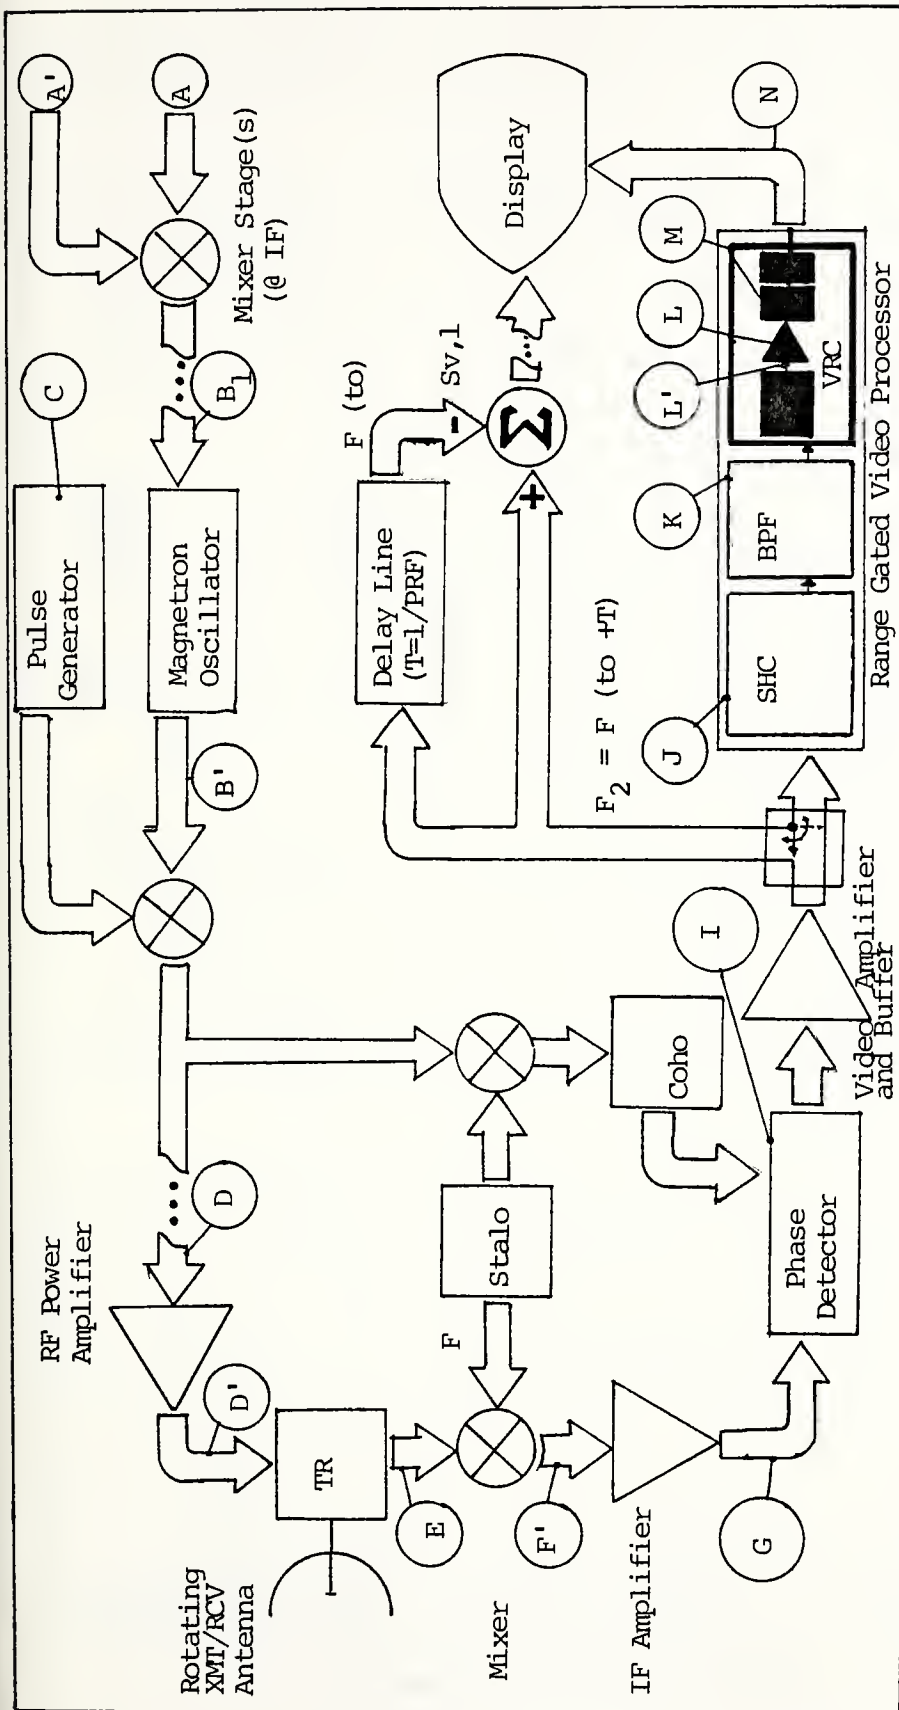 Rotating
XMT/RCV
Antenna
TR
RF Power
Amplifier
D'
D
Pulse
Generator
C
A'
Magnetron
Oscillator
B'
B1
A
Mixer Stage(s)
(@ IF)
E
Mixer
F
Stalo
F'
IF Amplifier
G
Coho
Phase
Detector
I
Video Amplifier
and Buffer
Delay Line
(T=1/PRF)
F (to)
-
Sv,1
Σ
+
F2 = F (to +T)
Display
J
SHC
K
BPF
L'
L
M
VRC
N
Range Gated Video Processor